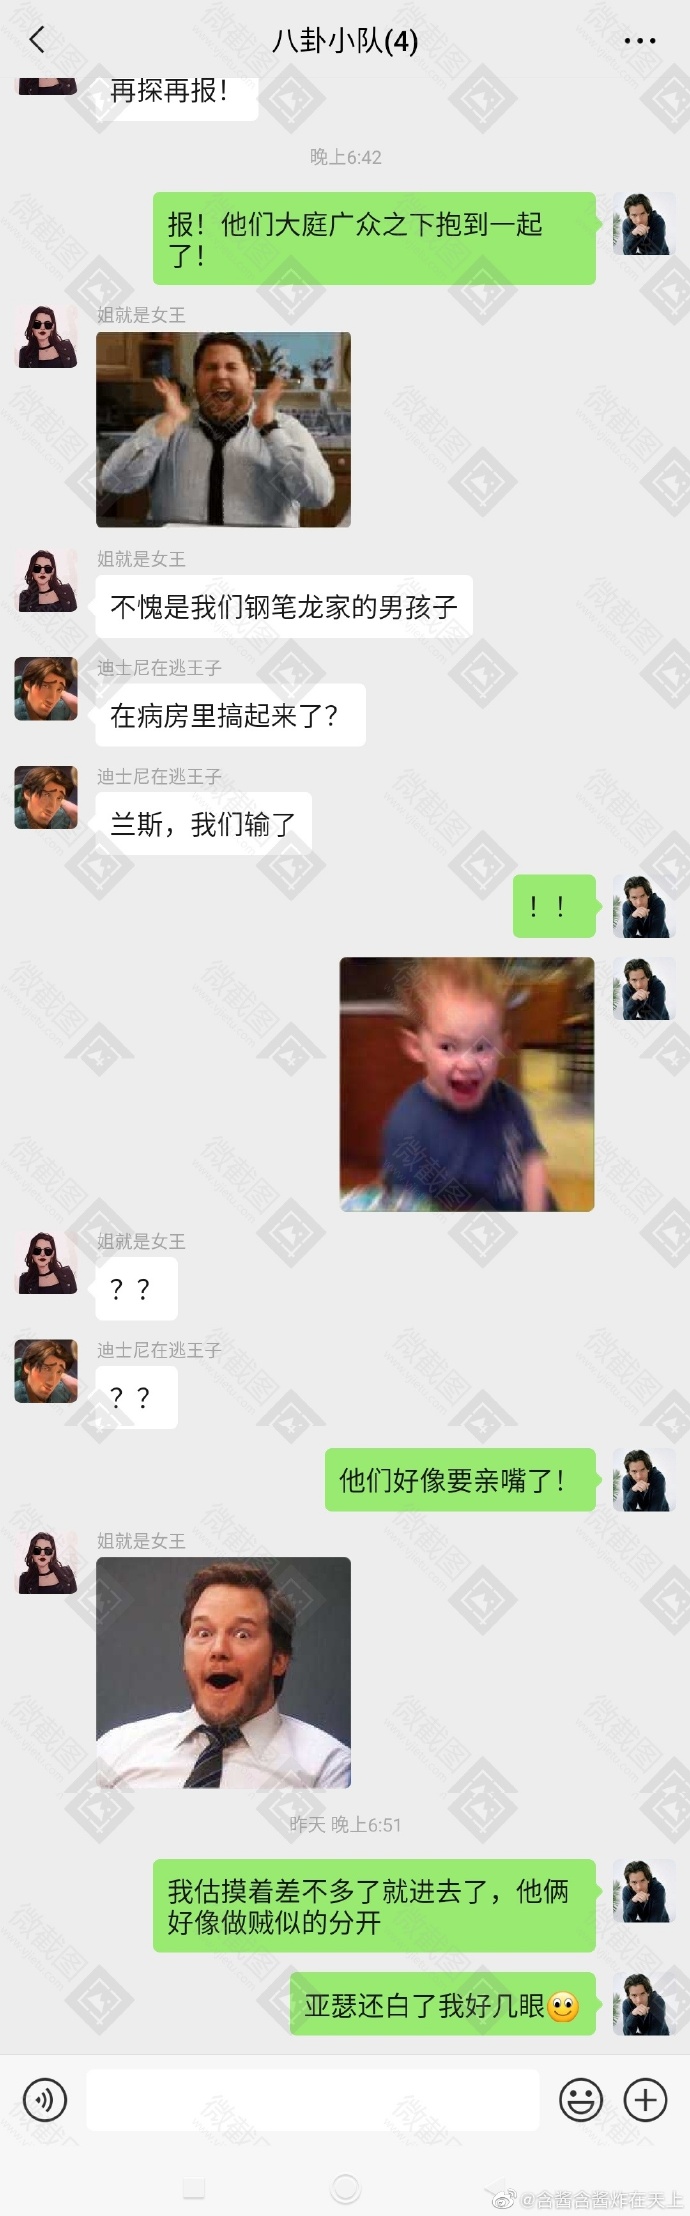 八卦小队(4)
再探再报！
晚上6:42
报！他们大庭广众之下抱到一起
了！
姐就是女王
姐就是女王
不愧是我们钢笔龙家的男孩子
迪士尼在逃王子
在病房里搞起来了？
迪士尼在逃王子
兰斯，我们输了
！！
姐就是女王
？？
迪士尼在逃王子
？？
他们好像要亲嘴了！
姐就是女王
昨天 晚上6:51
我估摸着差不多了就进去了，他俩
好像做贼似的分开
亚瑟还白了我好几眼
@含酱含酱炸在天上
微截图